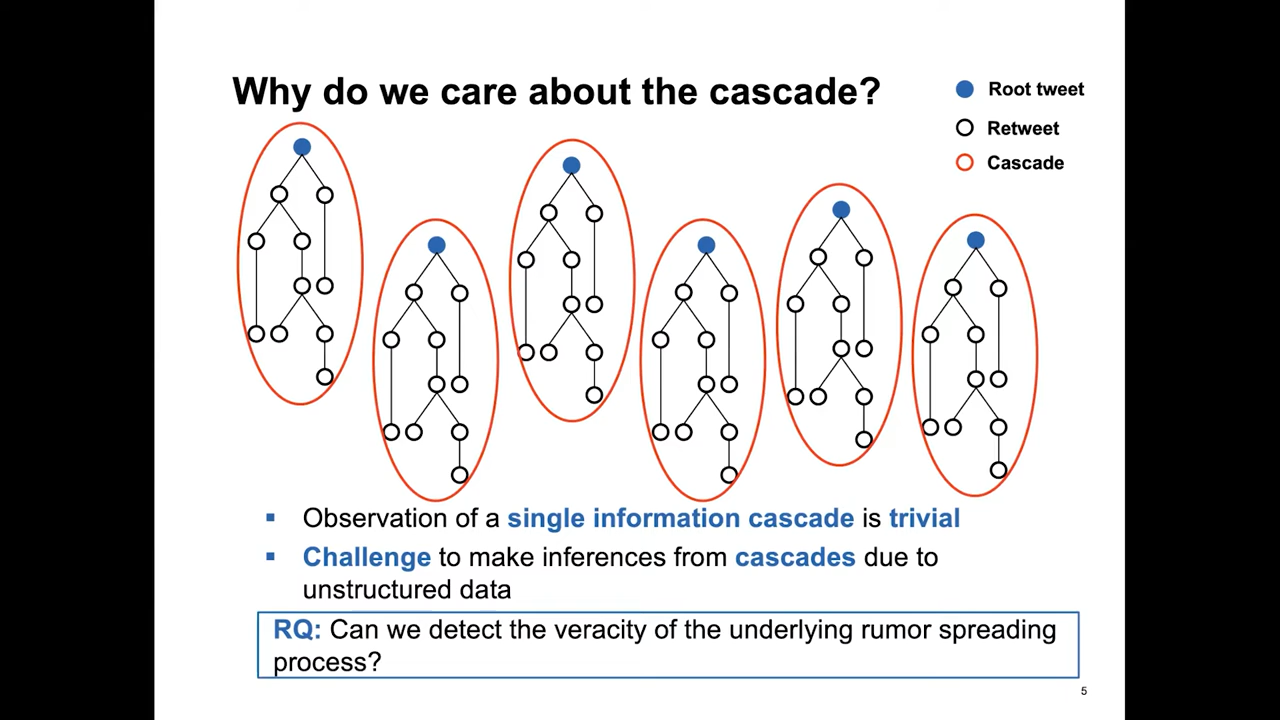 Why do we care about the cascade?
Root tweet
Retweet
Cascade
▪ Observation of a single information cascade is trivial
▪ Challenge to make inferences from cascades due to
unstructured data
RQ: Can we detect the veracity of the underlying rumor spreading
process?
5